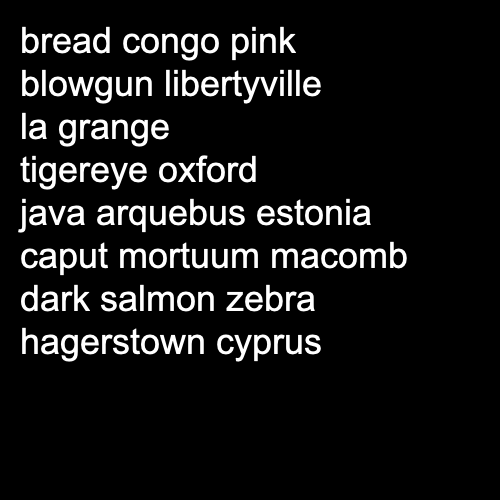 bread congo pink
blowgun libertyville
la grange
tigereye oxford
java arquebus estonia
caput mortuum macomb
dark salmon zebra
hagerstown cyprus